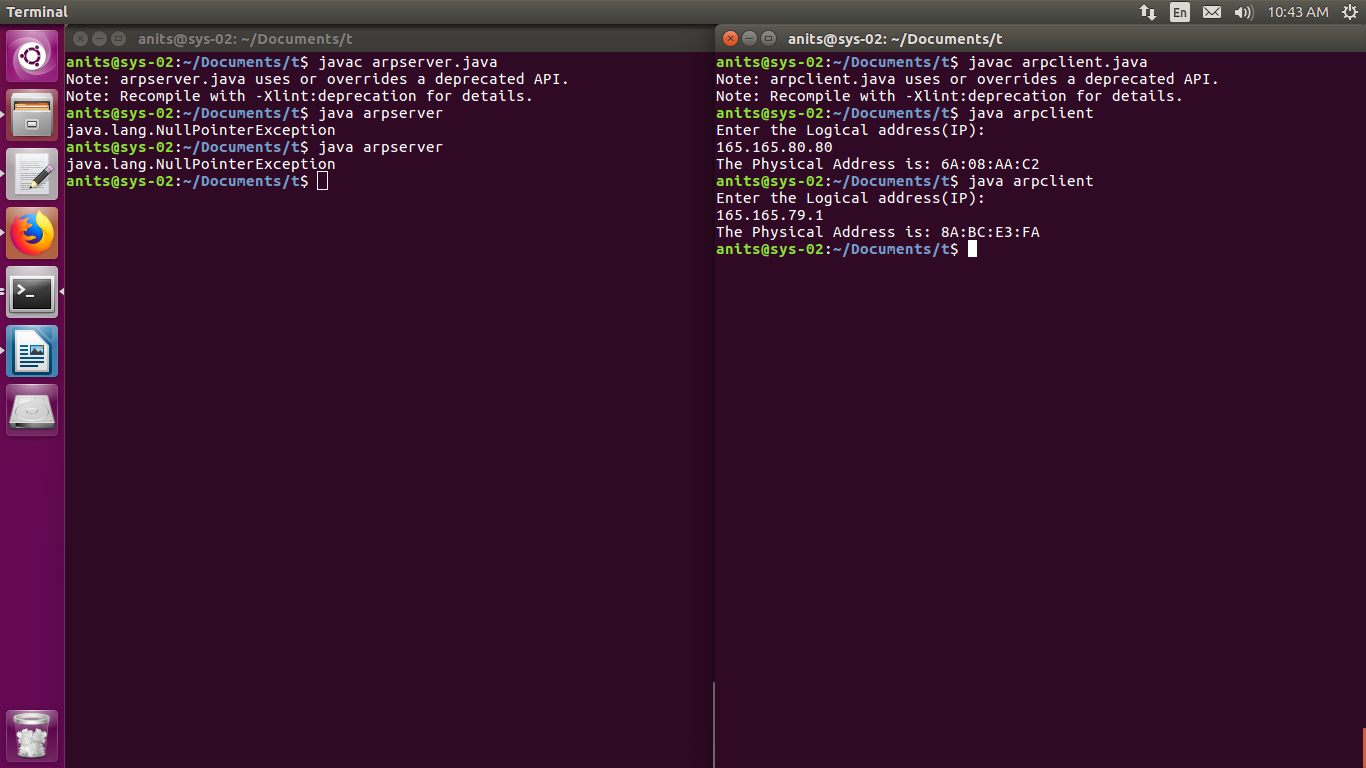 Terminal
En
10:43 AM
anits@sys-02: ~/Documents/t
anits@sys-02:~/Documents/t$ javac arpserver.java
Note: arpserver.java uses or overrides a deprecated API.
Note: Recompile with -Xlint:deprecation for details.
anits@sys-02:~/Documents/t$ java arpserver
java.lang.NullPointerException
anits@sys-02:~/Documents/t$ java arpserver
java.lang.NullPointerException
anits@sys-02:~/Documents/t$
anits@sys-02: ~/Documents/t
anits@sys-02:~/Documents/t$ javac arpclient.java
Note: arpclient.java uses or overrides a deprecated API.
Note: Recompile with -Xlint:deprecation for details.
anits@sys-02:~/Documents/t$ java arpclient
Enter the Logical address(IP):
165.165.80.80
The Physical Address is: 6A:08:AA:C2
anits@sys-02:~/Documents/t$ java arpclient
Enter the Logical address(IP):
165.165.79.1
The Physical Address is: 8A:BC:E3:FA
anits@sys-02:~/Documents/t$